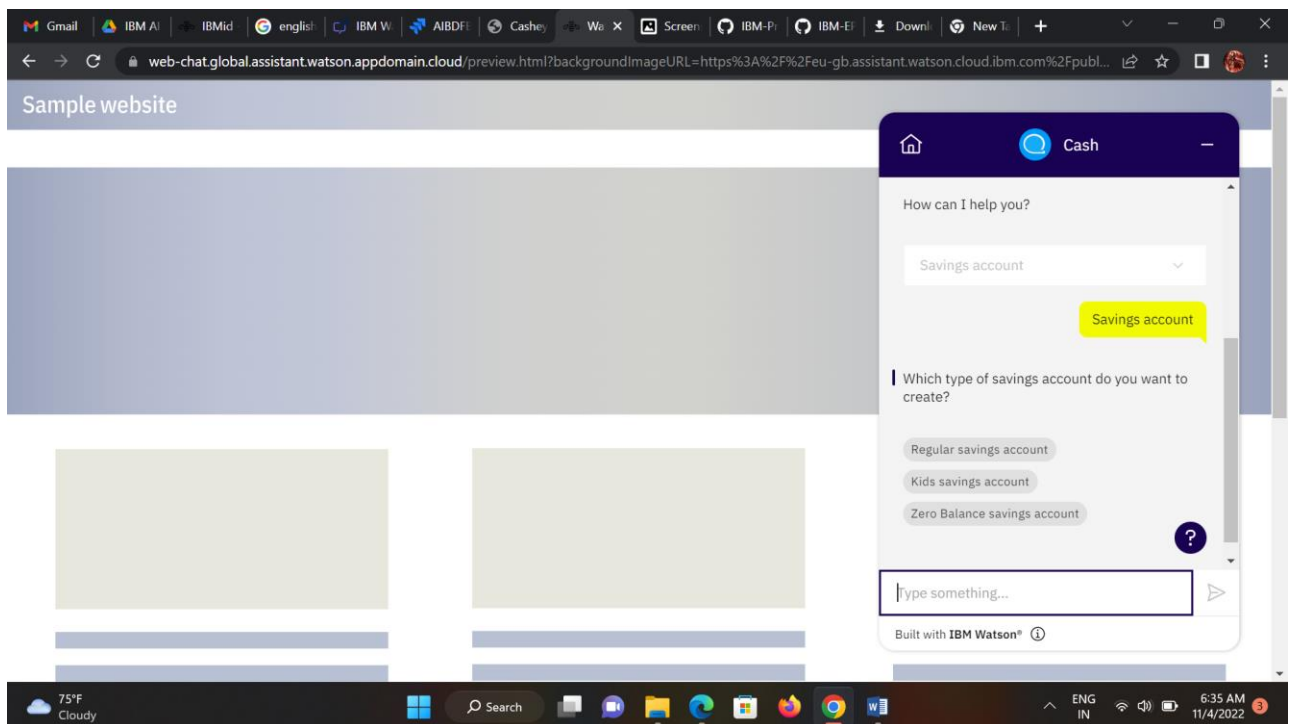 Gmail IBM AI IBMid english IBM W AIBDFE Cashey Wa Screen IBM-Pr IBM-EF Downl New Ta
web-chat.global.assistant.watson.appdomain.cloud/preview.html?backgroundImageURL=https%3A%2F%2Feu-gb.assistant.watson.cloud.ibm.com%2Fpubl...
Sample website
Cash
How can I help you?
Savings account
Savings account
Which type of savings account do you want to
create?
Regular savings account
Kids savings account
Zero Balance savings account
?
Type something...
Built with IBM Watson®
75°F
Cloudy
Search
ENG
IN
6:35 AM
11/4/2022
3